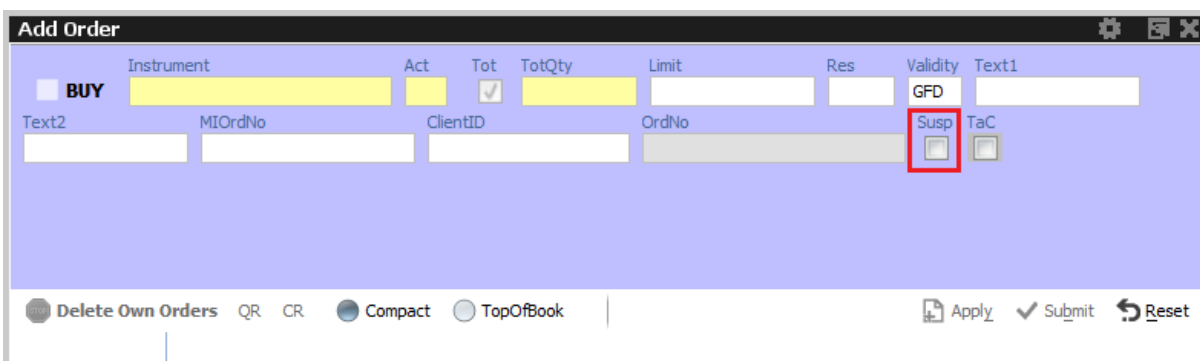 Add Order
Instrument Act Tot TotQty Limit Res Validity Text1
BUY GFD
Text2 MIOrdNo ClientID OrdNo Susp TaC
Delete Own Orders QR CR Compact TopOfBook Apply Submit Reset